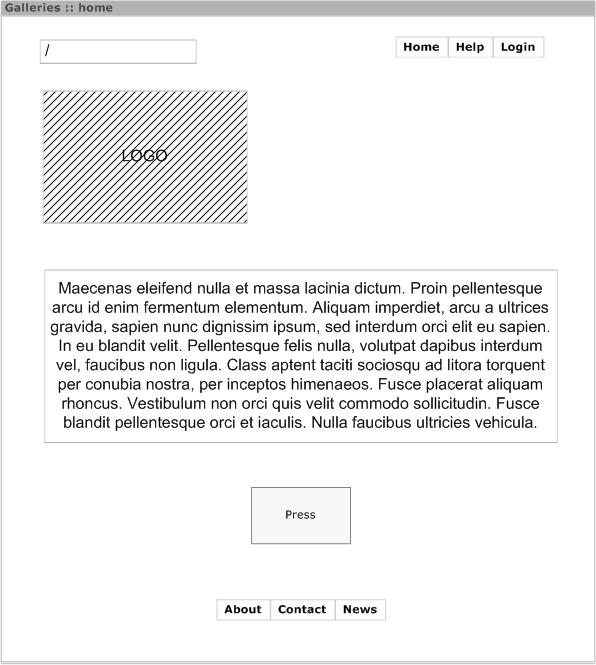 Galleries :: home
/
Home Help Login
LOGO
Maecenas eleifend nulla et massa lacinia dictum. Proin pellentesque
arcu id enim fermentum elementum. Aliquam imperdiet, arcu a ultrices
gravida, sapien nunc dignissim ipsum, sed interdum orci elit eu sapien.
In eu blandit velit. Pellentesque felis nulla, volutpat dapibus interdum
vel, faucibus non ligula. Class aptent taciti sociosqu ad litora torquent
per conubia nostra, per inceptos himenaeos. Fusce placerat aliquam
rhoncus. Vestibulum non orci quis velit commodo sollicitudin. Fusce
blandit pellentesque orci et iaculis. Nulla faucibus ultricies vehicula.
Press
About Contact News